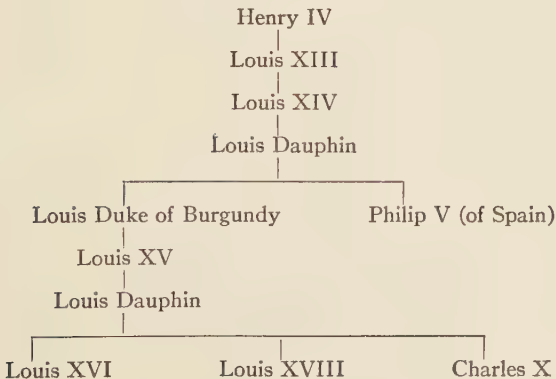 Henry IV
Louis XIII
Louis XIV
Louis Dauphin
Louis Duke of Burgundy Philip V (of Spain)
Louis XV
Louis Dauphin
Louis XVI Louis XVIII Charles X